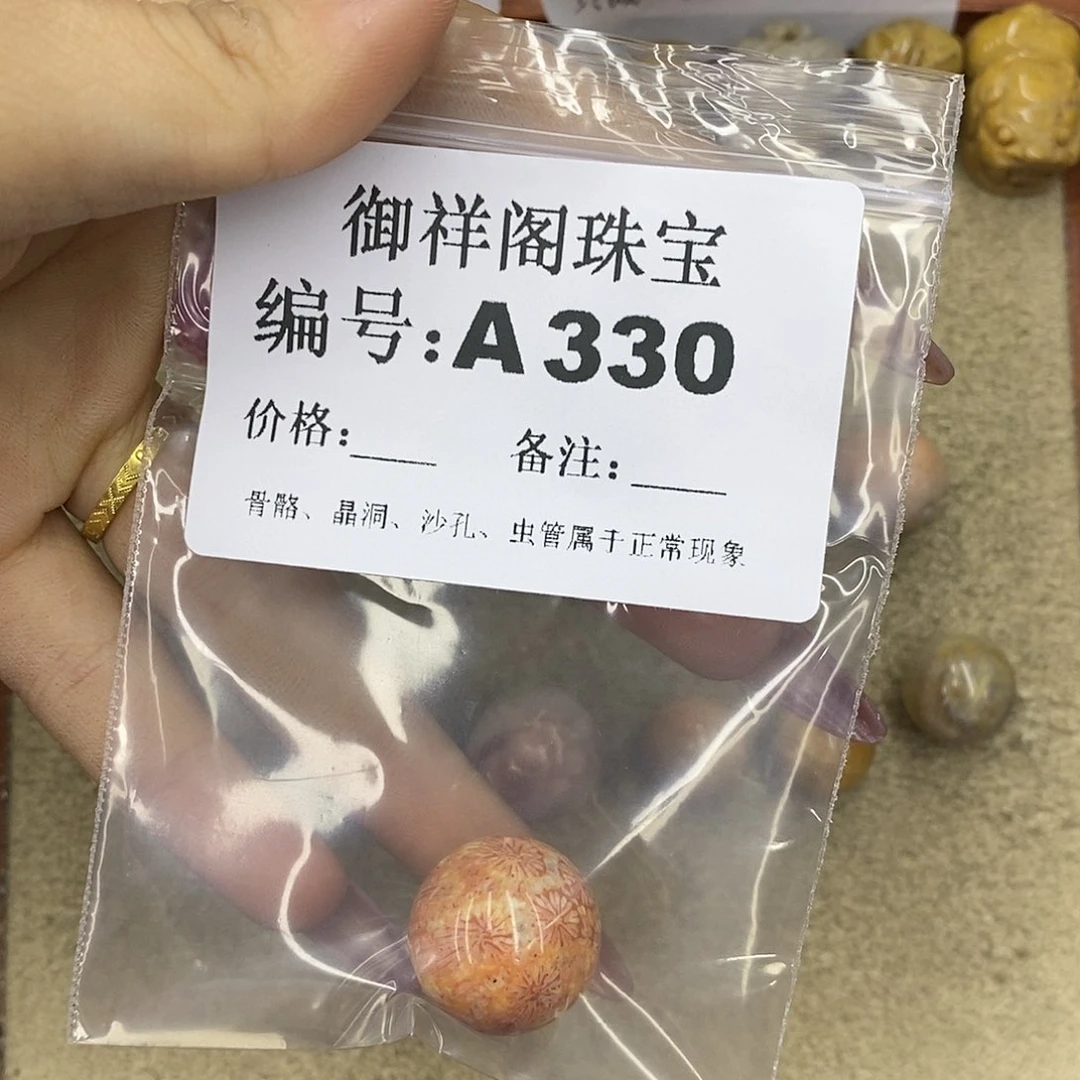 御祥阁珠宝
编号:A330
价格:____ 备注:____
骨骼、晶洞、沙孔、虫管属于正常现象